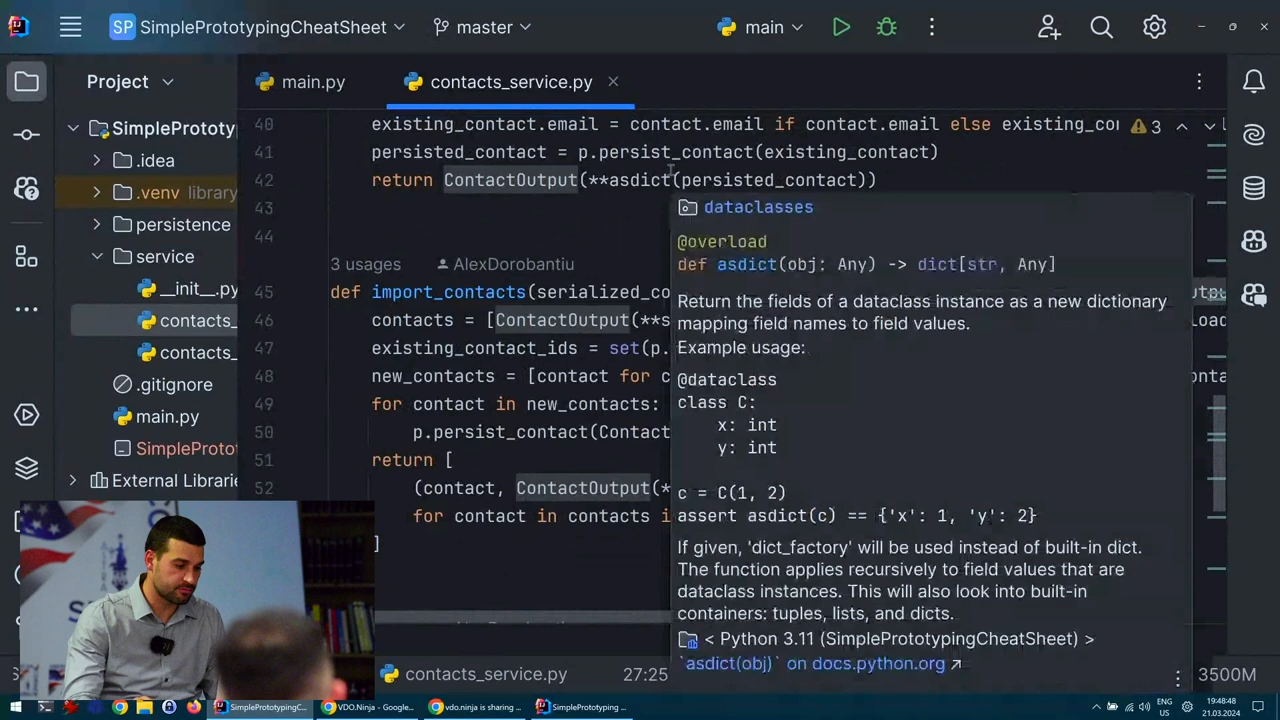 SP SimplePrototypingCheatSheet
master
main
Project
main.py
contacts_service.py
SimplePrototy
.idea
.venv library
persistence
service
__init__.py
contacts_
contacts_
.gitignore
main.py
SimpleProto
External Librarie
40 existing_contact.email = contact.email if contact.email else existing_co
3
41 persisted_contact = p.persist_contact(existing_contact)
42 return ContactOutput(**asdict(persisted_contact))
43
44
3 usages AlexDorobantiu
45 def import_contacts(serialized_co
46 contacts = [ContactOutput(**s
47 existing_contact_ids = set(p.
48 new_contacts = [contact for c
49 for contact in new_contacts:
50 p.persist_contact(Contac
51 return [
52 (contact, ContactOutput(*
for contact in contacts i
]
dataclasses
@overload
def asdict(obj: Any) -> dict[str, Any]
Return the fields of a dataclass instance as a new dictionary
mapping field names to field values.
Example usage:
@dataclass
class C:
x: int
y: int
c = C(1, 2)
assert asdict(c) == {'x': 1, 'y': 2}
If given, 'dict_factory' will be used instead of built-in dict.
The function applies recursively to field values that are
dataclass instances. This will also look into built-in
containers: tuples, lists, and dicts.
< Python 3.11 (SimplePrototypingCheatSheet) >
`asdict(obj)` on docs.python.org
contacts_service.py
27:25
3500M
SimplePrototypingC...
VDO.Ninja - Google...
vdo.ninja is sharing ...
SimplePrototyping ...
ENG
US
19:48:48
21.03.2024